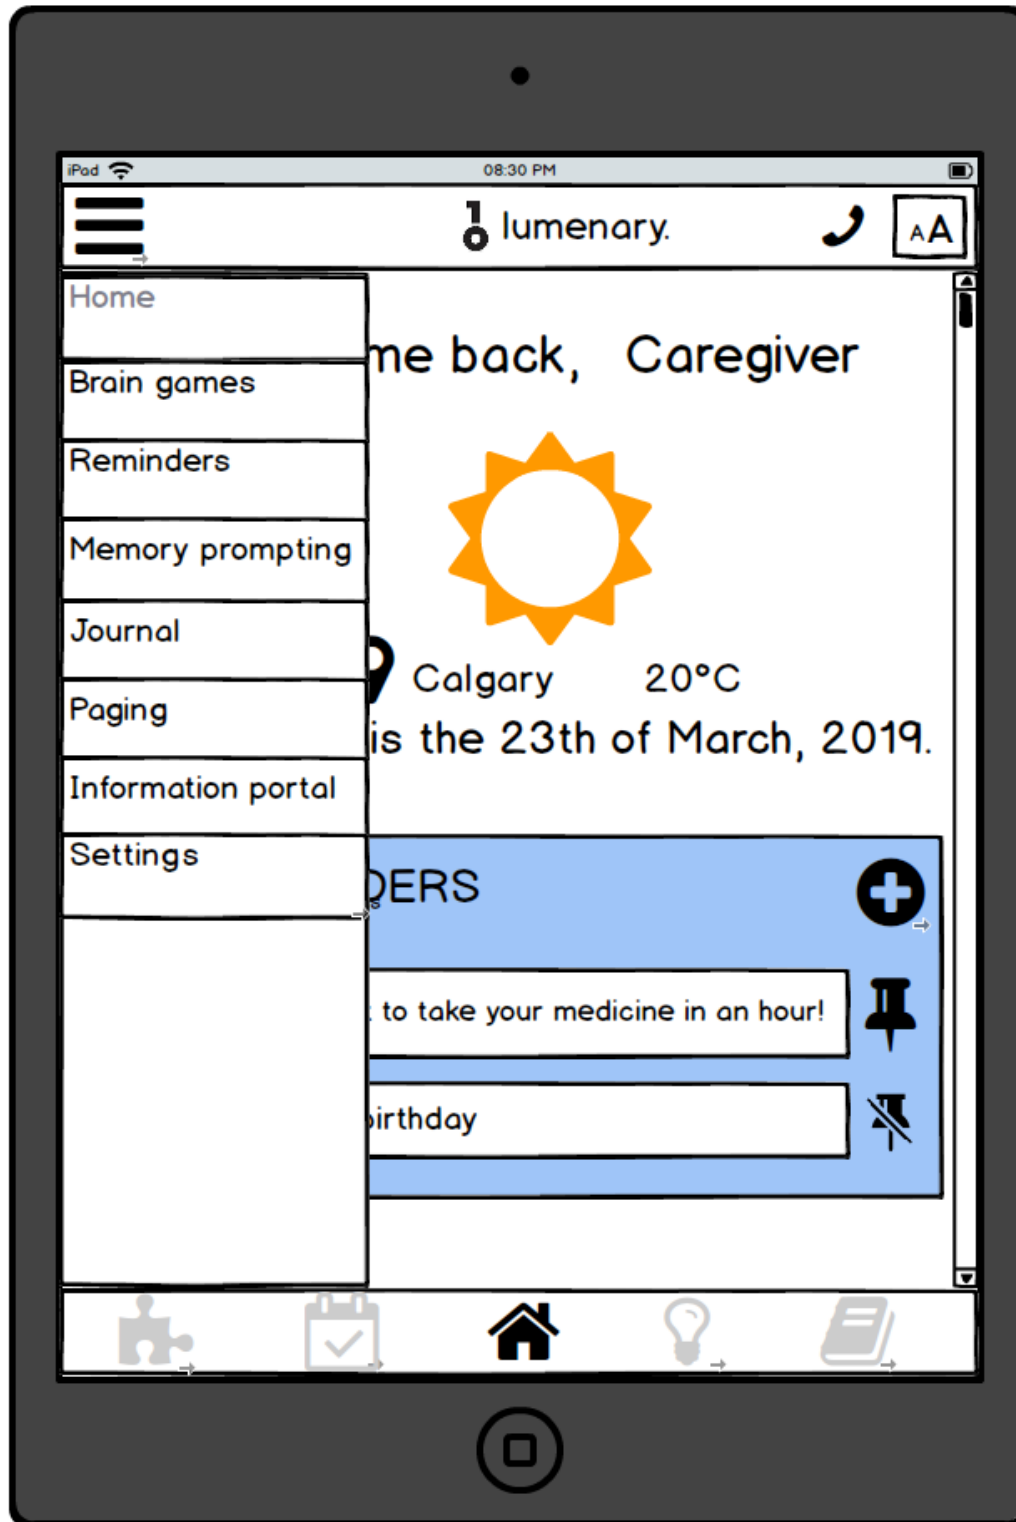 iPad 08:30 PM
lumenary. AA
Home
me back, Caregiver
Brain games
Reminders
Memory prompting
Journal
Calgary 20°C
Paging
is the 23th of March, 2019.
Information portal
Settings
DERS
s
to take your medicine in an hour!
birthday